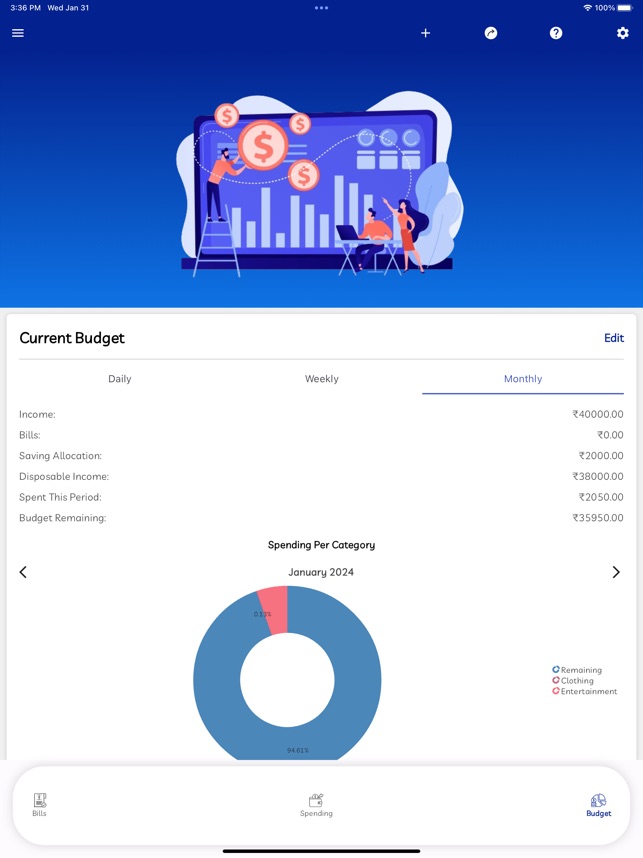 3:36 PM Wed Jan 31
100%
$
$
$
$
Current Budget
Edit
Daily Weekly Monthly
Income: ₹40000.00
Bills: ₹0.00
Saving Allocation: ₹2000.00
Disposable Income: ₹38000.00
Spent This Period: ₹2050.00
Budget Remaining: ₹35950.00
Spending Per Category
January 2024
Remaining
Clothing
Entertainment
94.61%
Bills Spending Budget